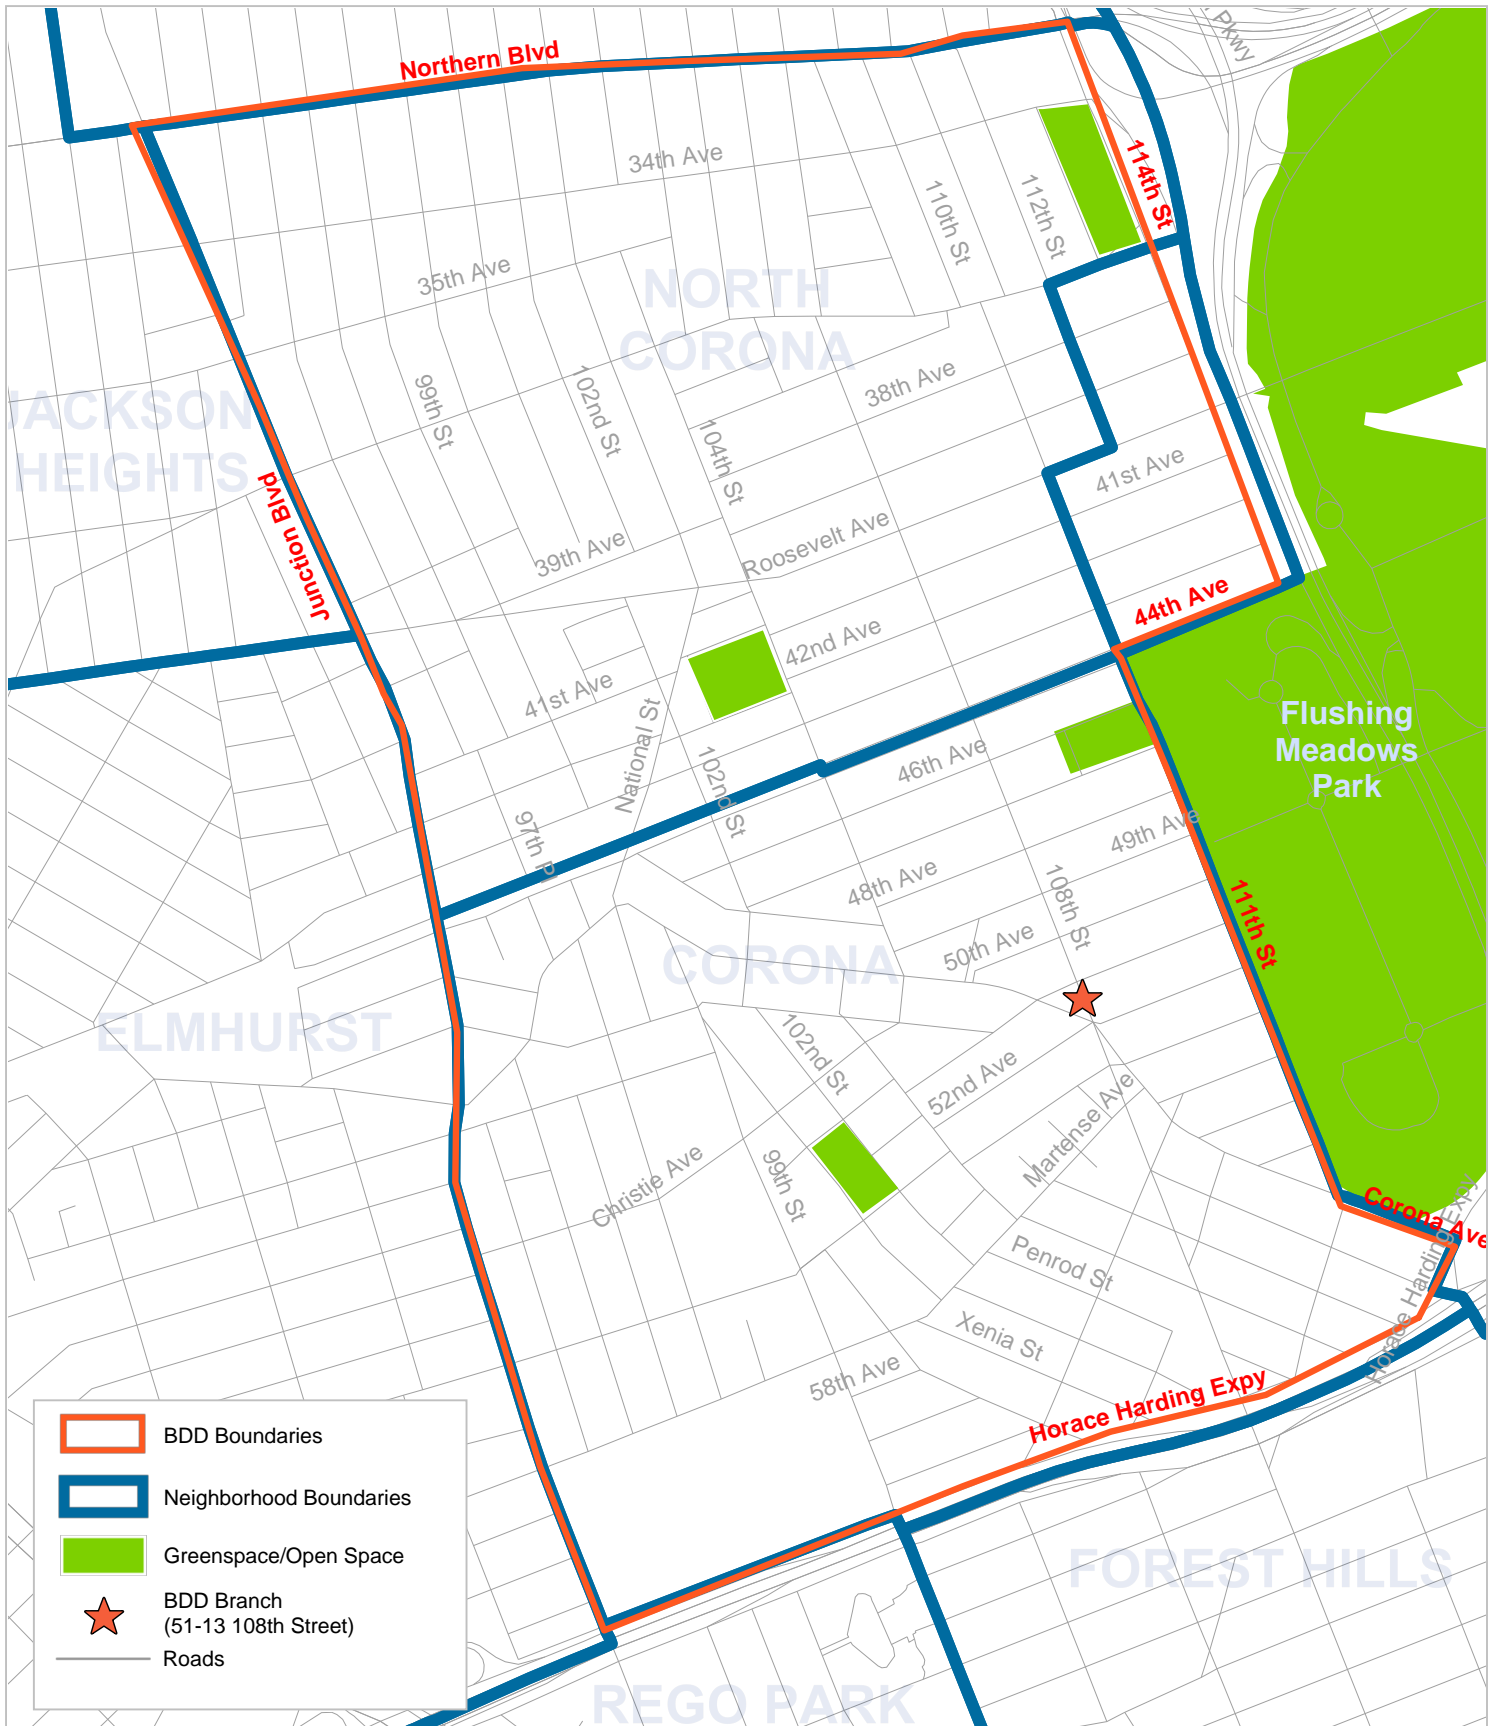 Pkwy
Northern Blvd
34th Ave
114th St
110th St
112th St
35th Ave
NORTH
CORONA
99th St
102nd St
38th Ave
JACKSON
HEIGHTS
104th St
41st Ave
Junction Blvd
39th Ave
Roosevelt Ave
44th Ave
42nd Ave
41st Ave
National St
Flushing
Meadows
Park
102nd St
46th Ave
97th Pl
49th Ave
48th Ave
108th St
111th St
50th Ave
CORONA
ELMHURST
102nd St
52nd Ave
Martense Ave
Christie Ave
99th St
Corona Ave
Horace Harding Expy
Penrod St
Xenia St
58th Ave
Horace Harding Expy
BDD Boundaries
Neighborhood Boundaries
Greenspace/Open Space
BDD Branch
(51-13 108th Street)
Roads
FOREST HILLS
REGO PARK